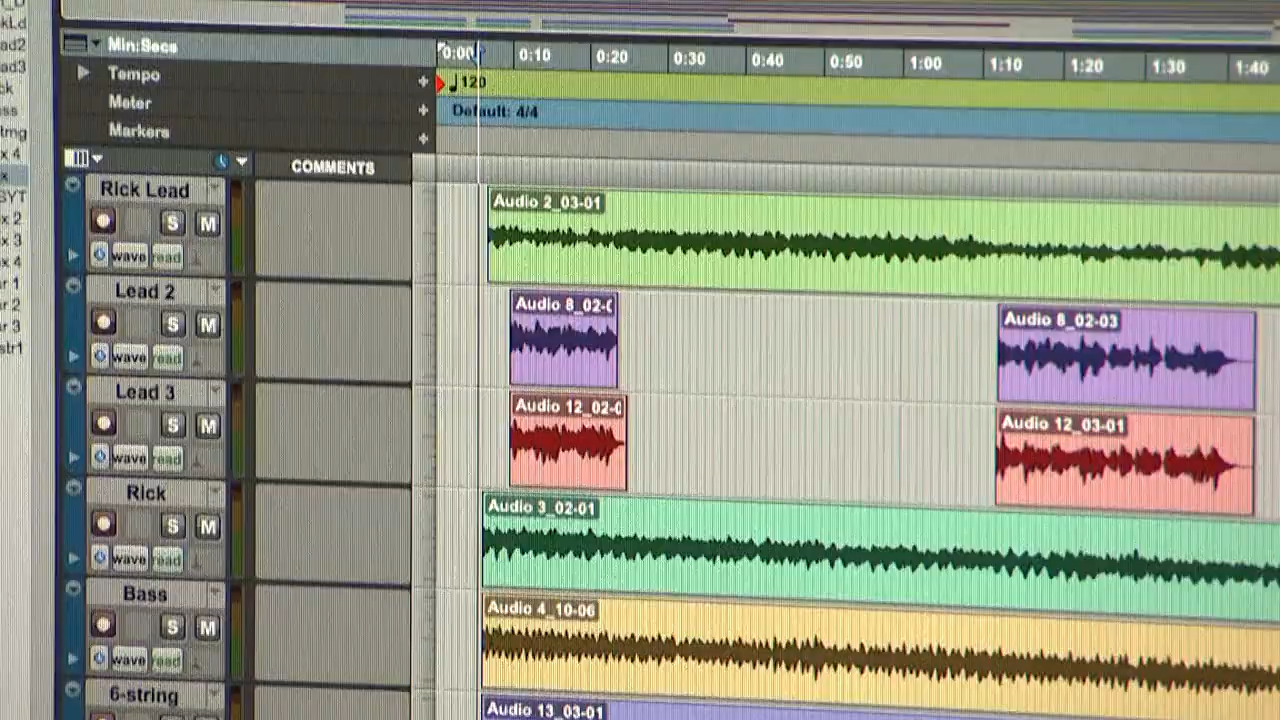 Min:Secs
0:00 0:10 0:20 0:30 0:40 0:50 1:00 1:10 1:20 1:30 1:40
Tempo
120
Meter
Default: 4/4
Markers
COMMENTS
Rick Lead
S M
wave read
Audio 2_03-01
Lead 2
S M
wave read
Audio 8_02-0
Audio 8_02-03
Lead 3
S M
wave read
Audio 12_02-0
Audio 12_03-01
Rick
S M
wave read
Audio 3_02-01
Bass
S M
wave read
Audio 4_10-06
6-string
Audio 13_03-01